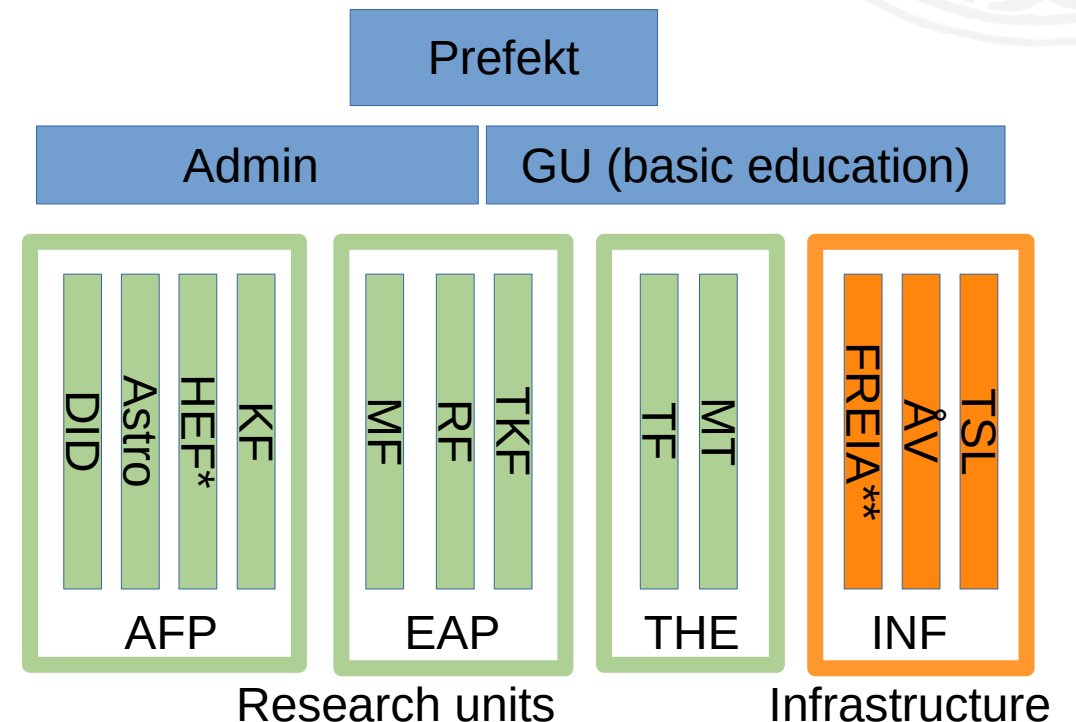 Prefekt
Admin
GU (basic education)
DID
Astro
HEF*
KF
MF
RF
TKF
TF
MT
FREIA**
ÅV
TSL
AFP
EAP
THE
INF
Research units
Infrastructure